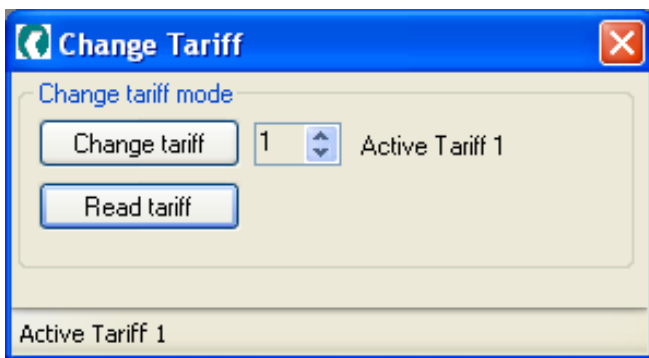 Change Tariff
Change tariff mode
Change tariff 1 Active Tariff 1
Read tariff
Active Tariff 1